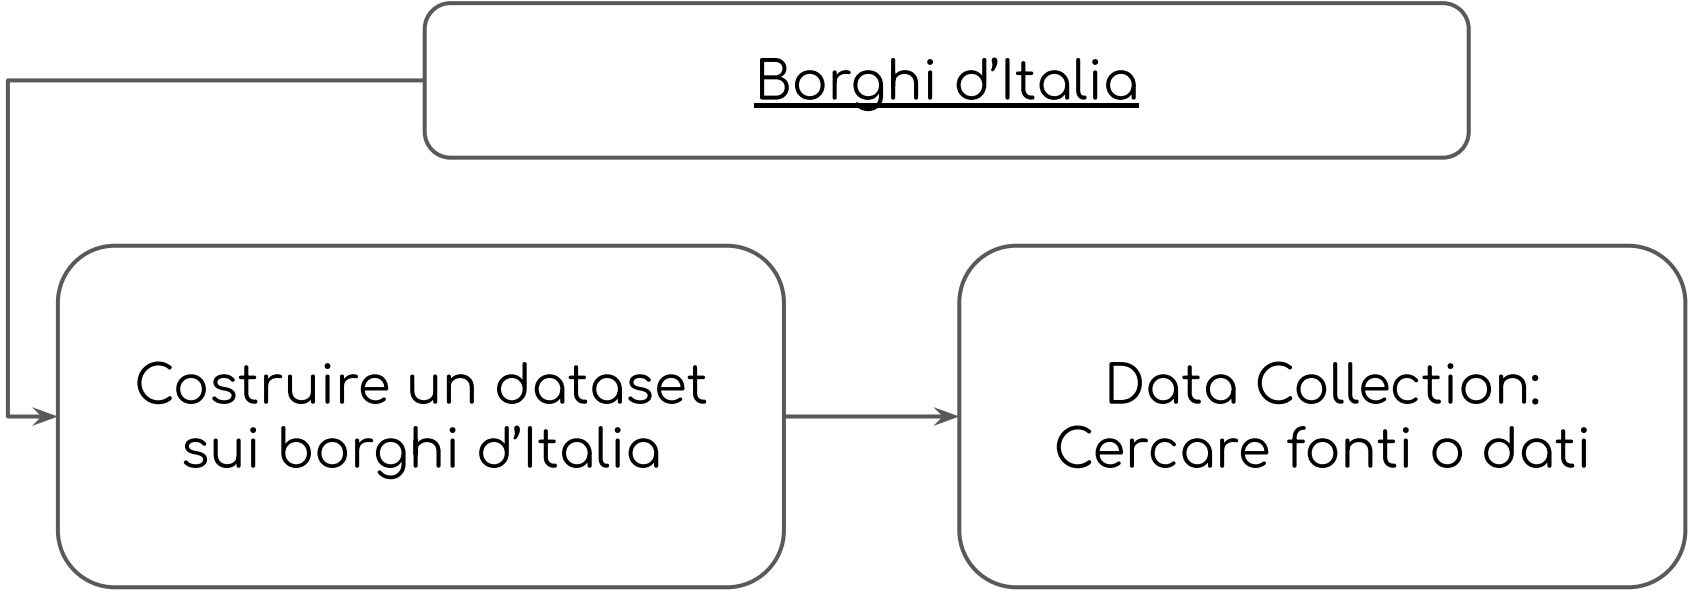 Borghi d’Italia
Costruire un dataset
sui borghi d’Italia
Data Collection:
Cercare fonti o dati